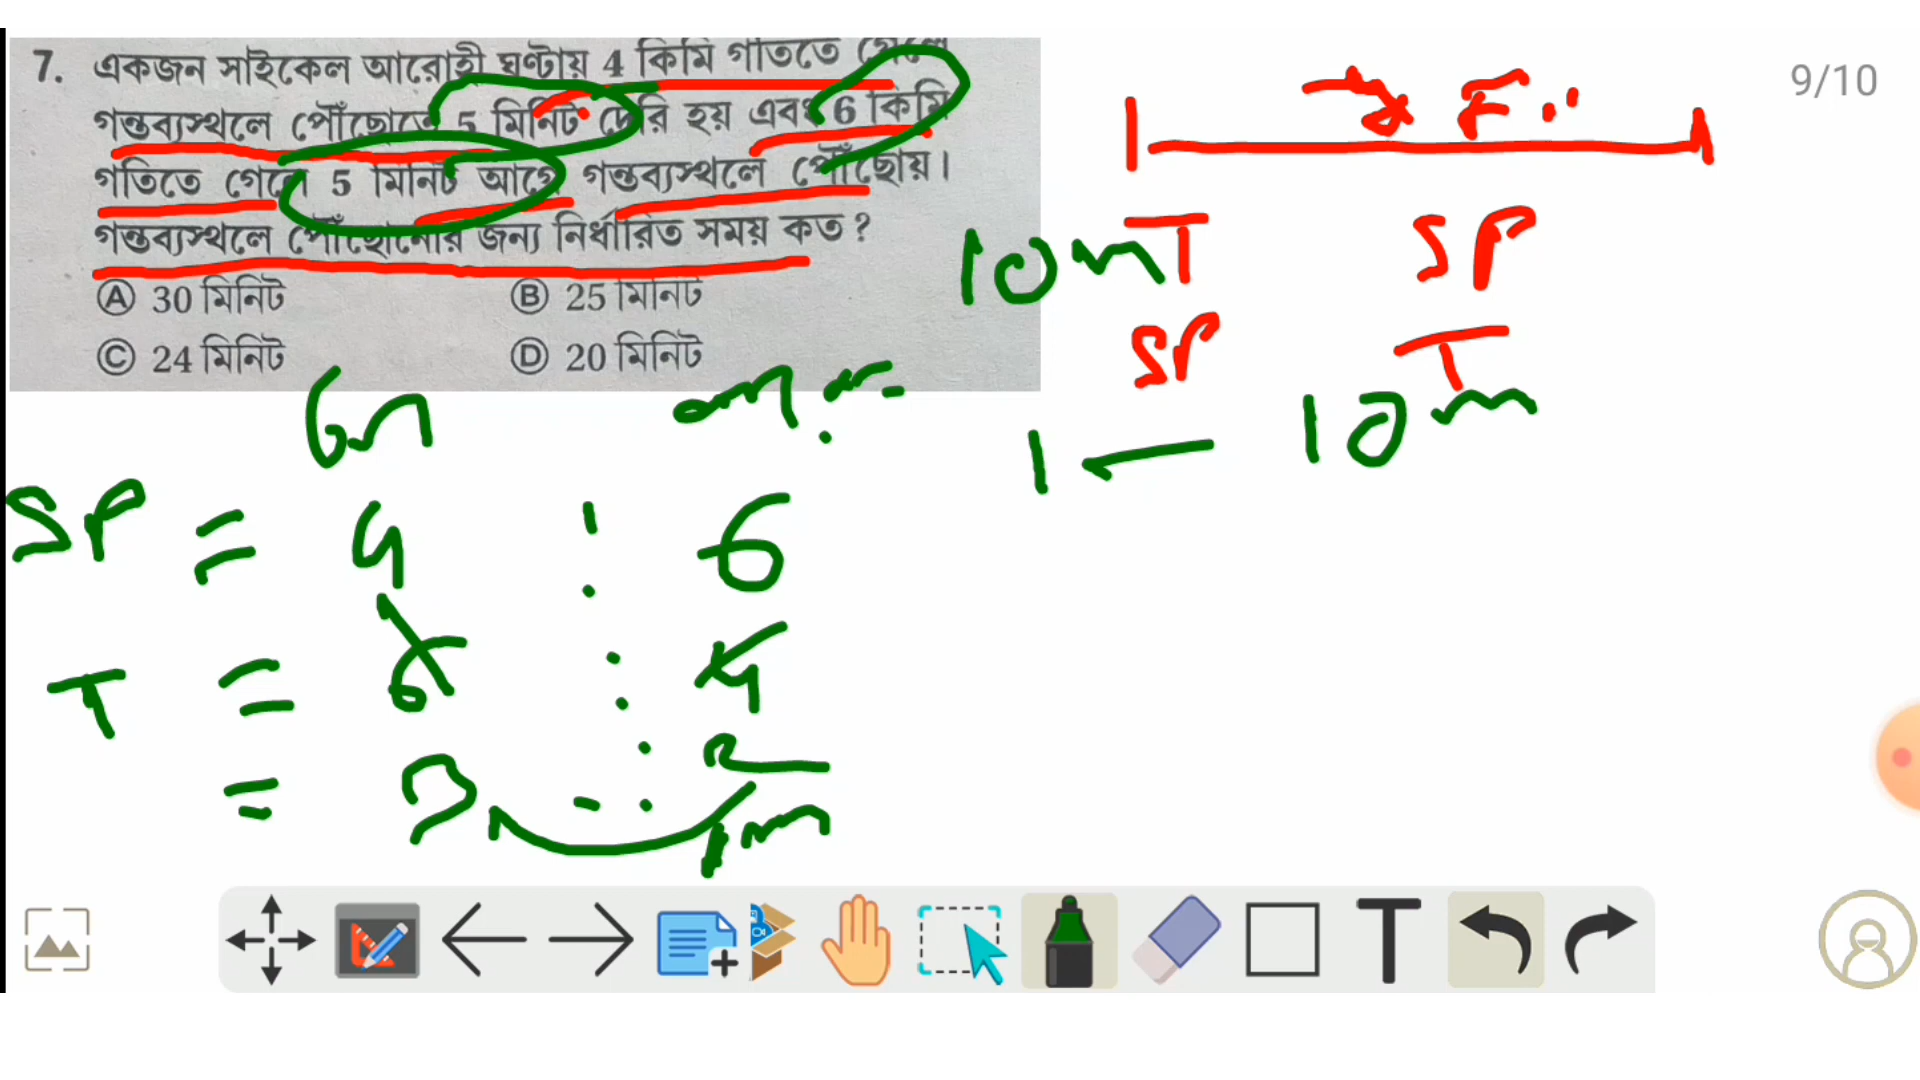 7. একজন সাইকেল আরোহী ঘণ্টায় 4 কিমি গতিতে গেলে
গন্তব্যস্থলে পৌঁছোতে 5 মিনিট দেরি হয় এবং 6 কিমি
গতিতে গেলে 5 মিনিট আগে গন্তব্যস্থলে পৌঁছোয়।
গন্তব্যস্থলে পৌঁছোনোর জন্য নির্ধারিত সময় কত?
Ⓐ 30 মিনিট Ⓑ 25 মিনিট
Ⓒ 24 মিনিট Ⓓ 20 মিনিট
9/10
F.
T SP
10m
SP T
1 ← 10m
SP = 4 : 6
T = 6 : 4
= 3 : 2
1m
T